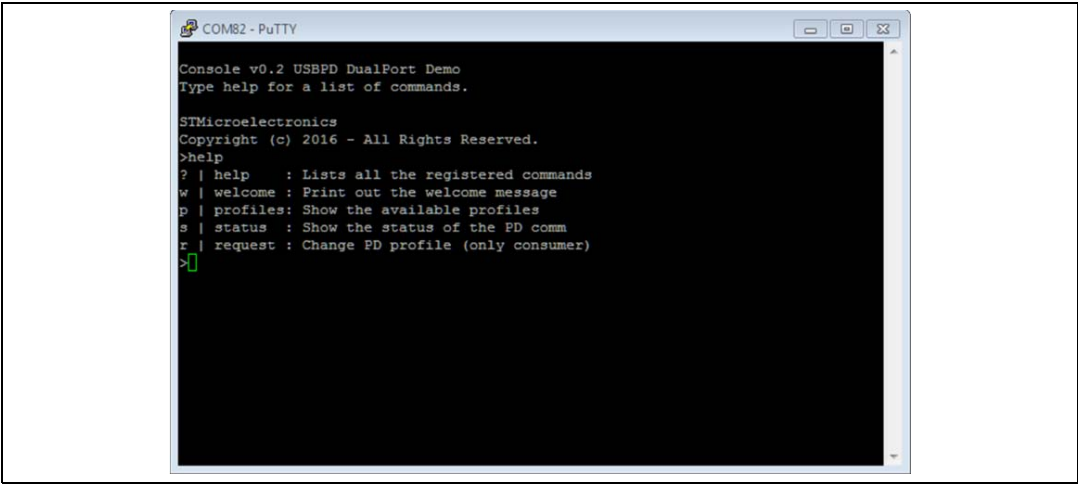 COM82 - PuTTY
Console v0.2 USBPD DualPort Demo
Type help for a list of commands.
STMicroelectronics
Copyright (c) 2016 - All Rights Reserved.
>help
? | help    : Lists all the registered commands
w | welcome : Print out the welcome message
p | profiles: Show the available profiles
s | status  : Show the status of the PD comm
r | request : Change PD profile (only consumer)
>